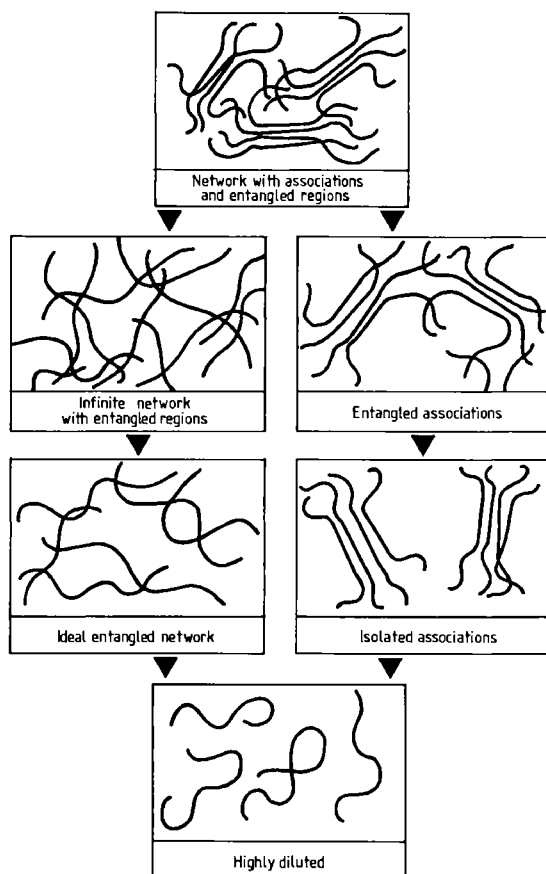 Network with associations
and entangled regions
Infinite network
with entangled regions
Entangled associations
Ideal entangled network
Isolated associations
Highly diluted